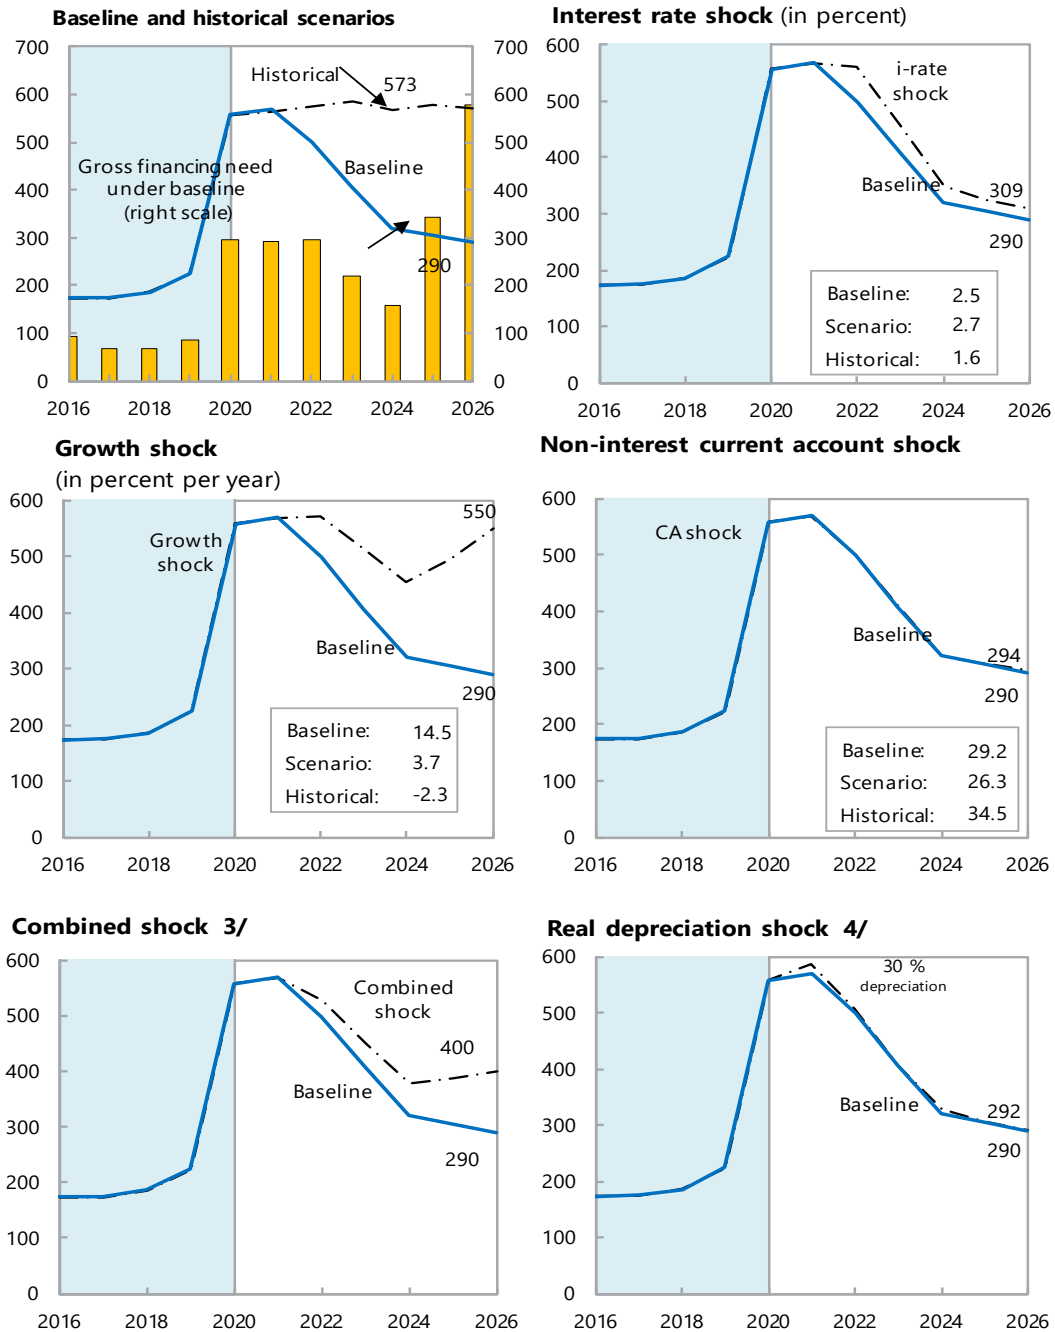 Baseline and historical scenarios
700
600
500
400
300
200
100
0
700
600
500
400
300
200
100
0
Historical
573
Gross financing need
under baseline
(right scale)
Baseline
290
2016 2018 2020 2022 2024 2026
Interest rate shock (in percent)
600
500
400
300
200
100
0
i-rate
shock
Baseline
309
290
Baseline: 2.5
Scenario: 2.7
Historical: 1.6
2016 2018 2020 2022 2024 2026
Growth shock
(in percent per year)
600
500
400
300
200
100
0
Growth
shock
550
Baseline
290
Baseline: 14.5
Scenario: 3.7
Historical: -2.3
2016 2018 2020 2022 2024 2026
Non-interest current account shock
600
500
400
300
200
100
0
CA shock
Baseline
294
290
Baseline: 29.2
Scenario: 26.3
Historical: 34.5
2016 2018 2020 2022 2024 2026
Combined shock 3/
600
500
400
300
200
100
0
Combined
shock
400
Baseline
290
2016 2018 2020 2022 2024 2026
Real depreciation shock 4/
600
500
400
300
200
100
0
30 %
depreciation
Baseline
292
290
2016 2018 2020 2022 2024 2026